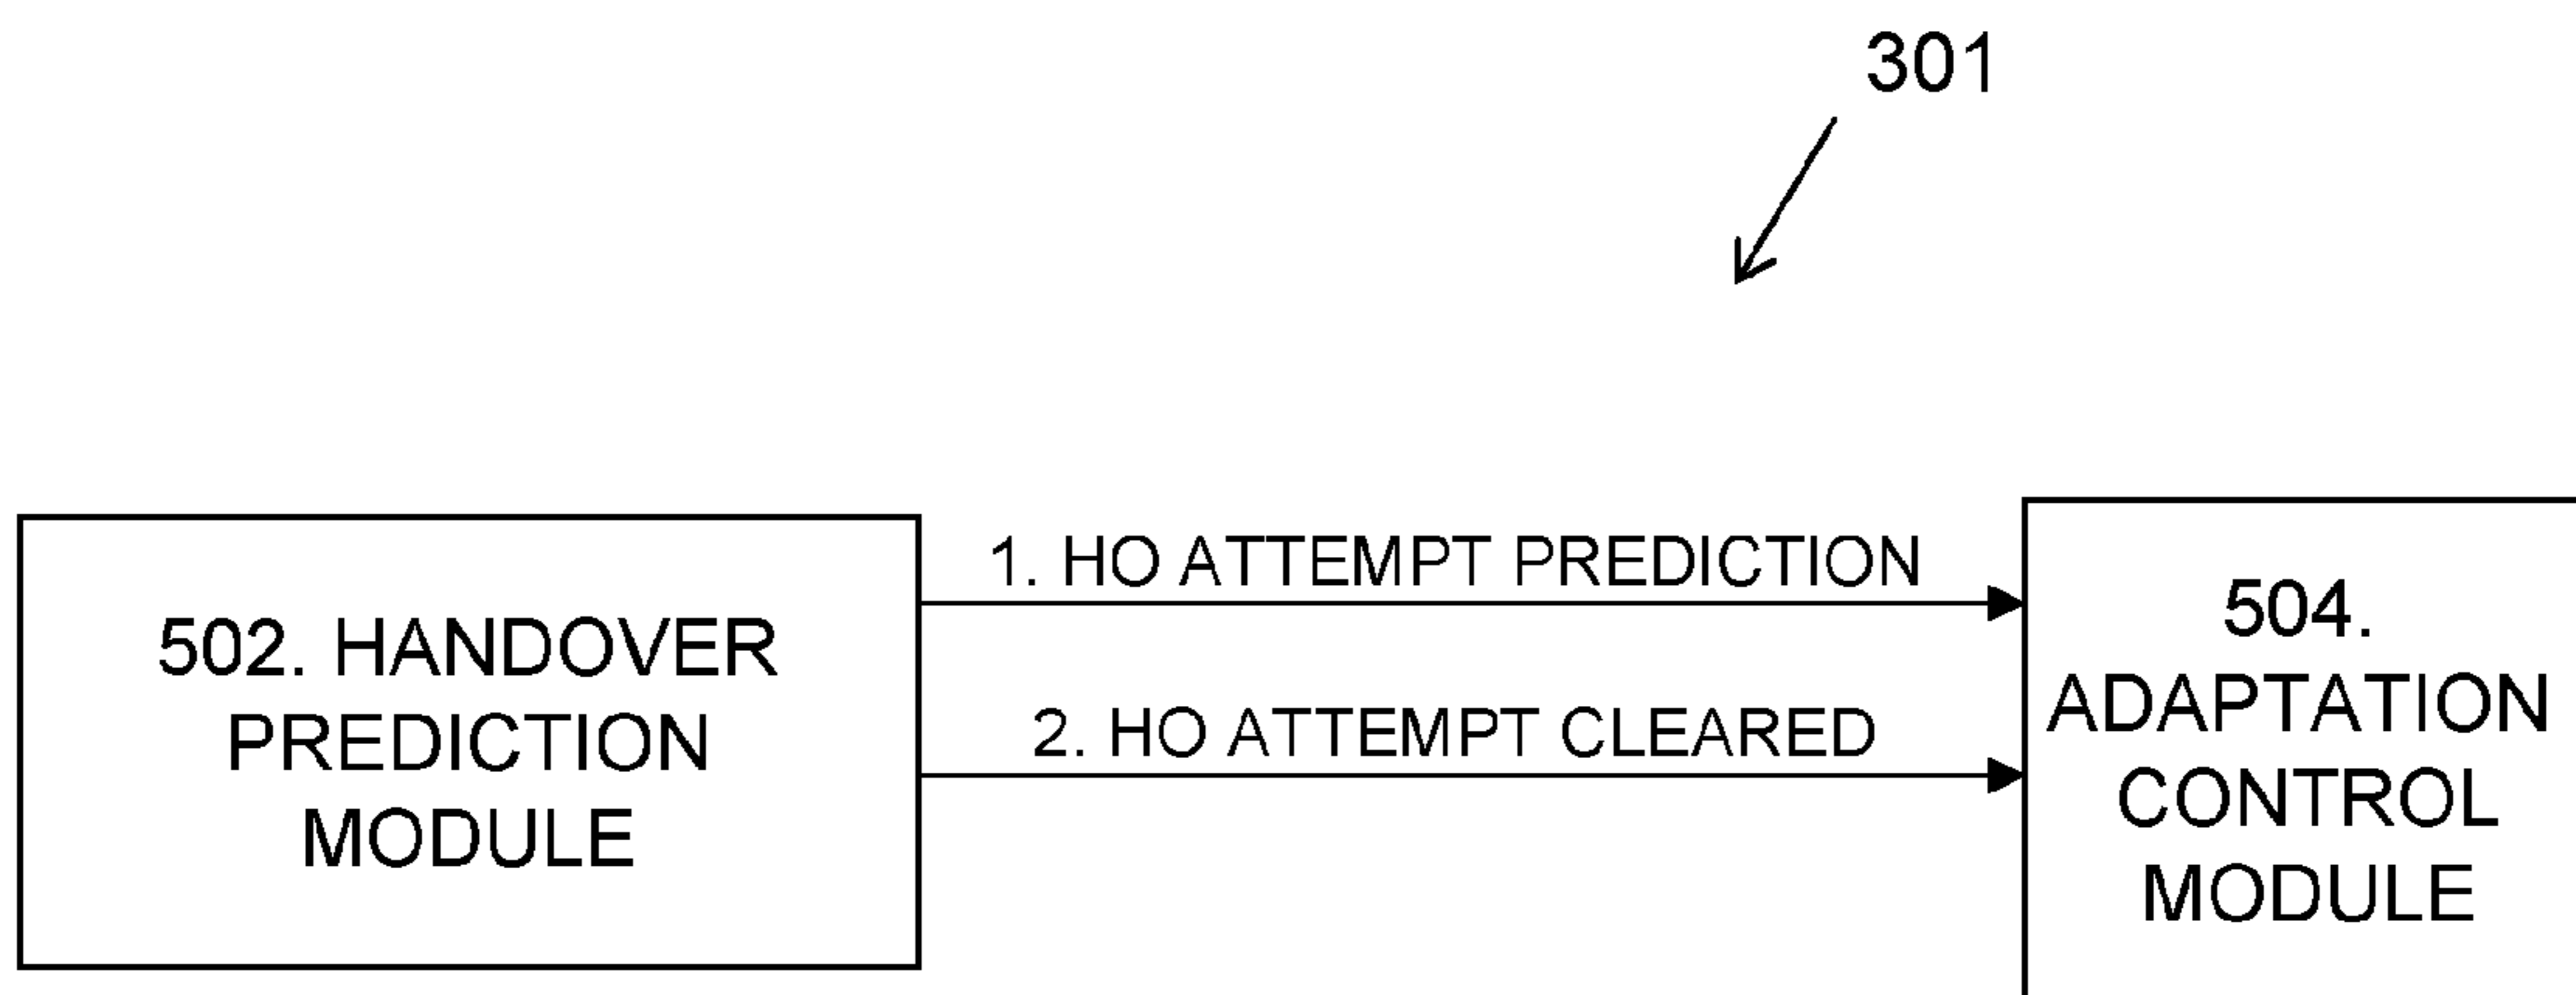 301
502. HANDOVER
PREDICTION
MODULE
1. HO ATTEMPT PREDICTION
2. HO ATTEMPT CLEARED
504.
ADAPTATION
CONTROL
MODULE